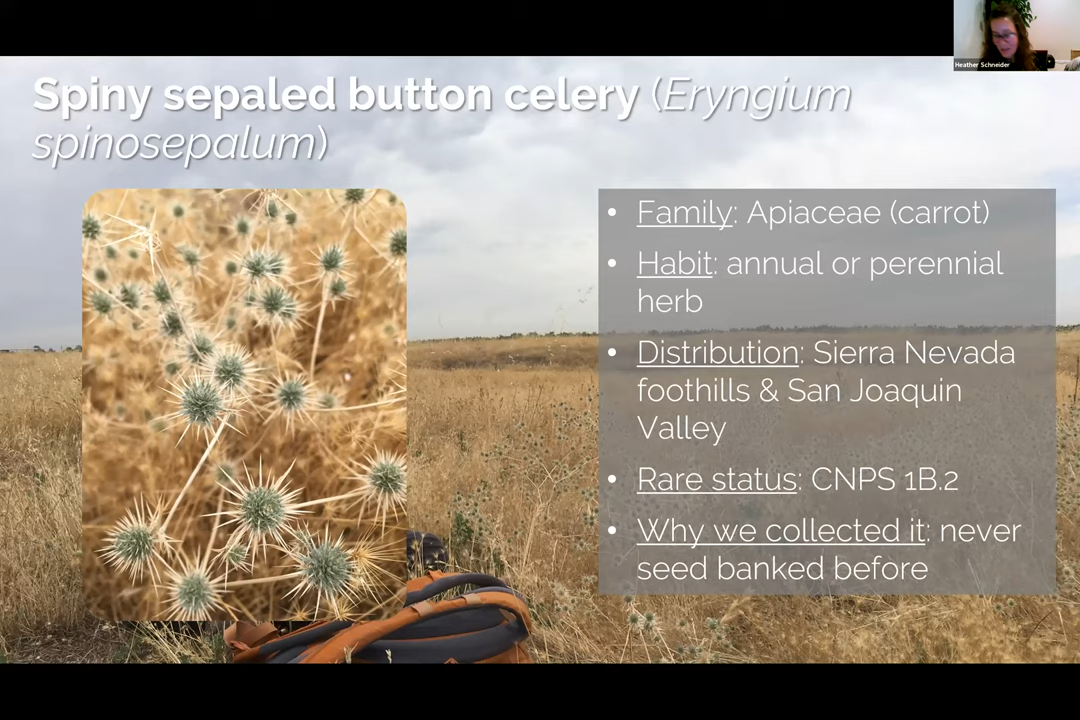 Heather Schneider
Spiny sepaled button celery (Eryngium
spinosepalum)
• Family: Apiaceae (carrot)
• Habit: annual or perennial
herb
• Distribution: Sierra Nevada
foothills & San Joaquin
Valley
• Rare status: CNPS 1B.2
• Why we collected it: never
seed banked before